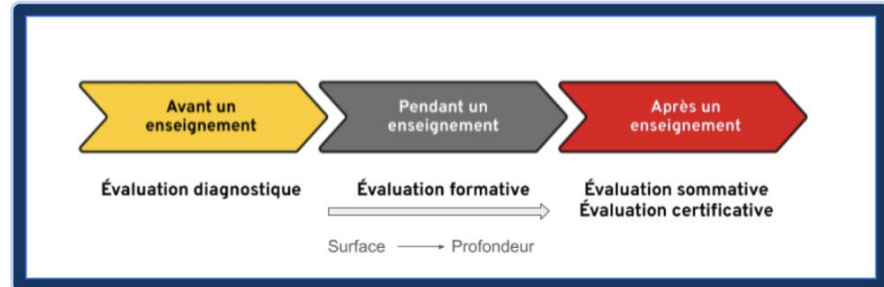 Avant un
enseignement
Pendant un
enseignement
Après un
enseignement
Évaluation diagnostique
Évaluation formative
Évaluation sommative
Évaluation certificative
Surface
Profondeur